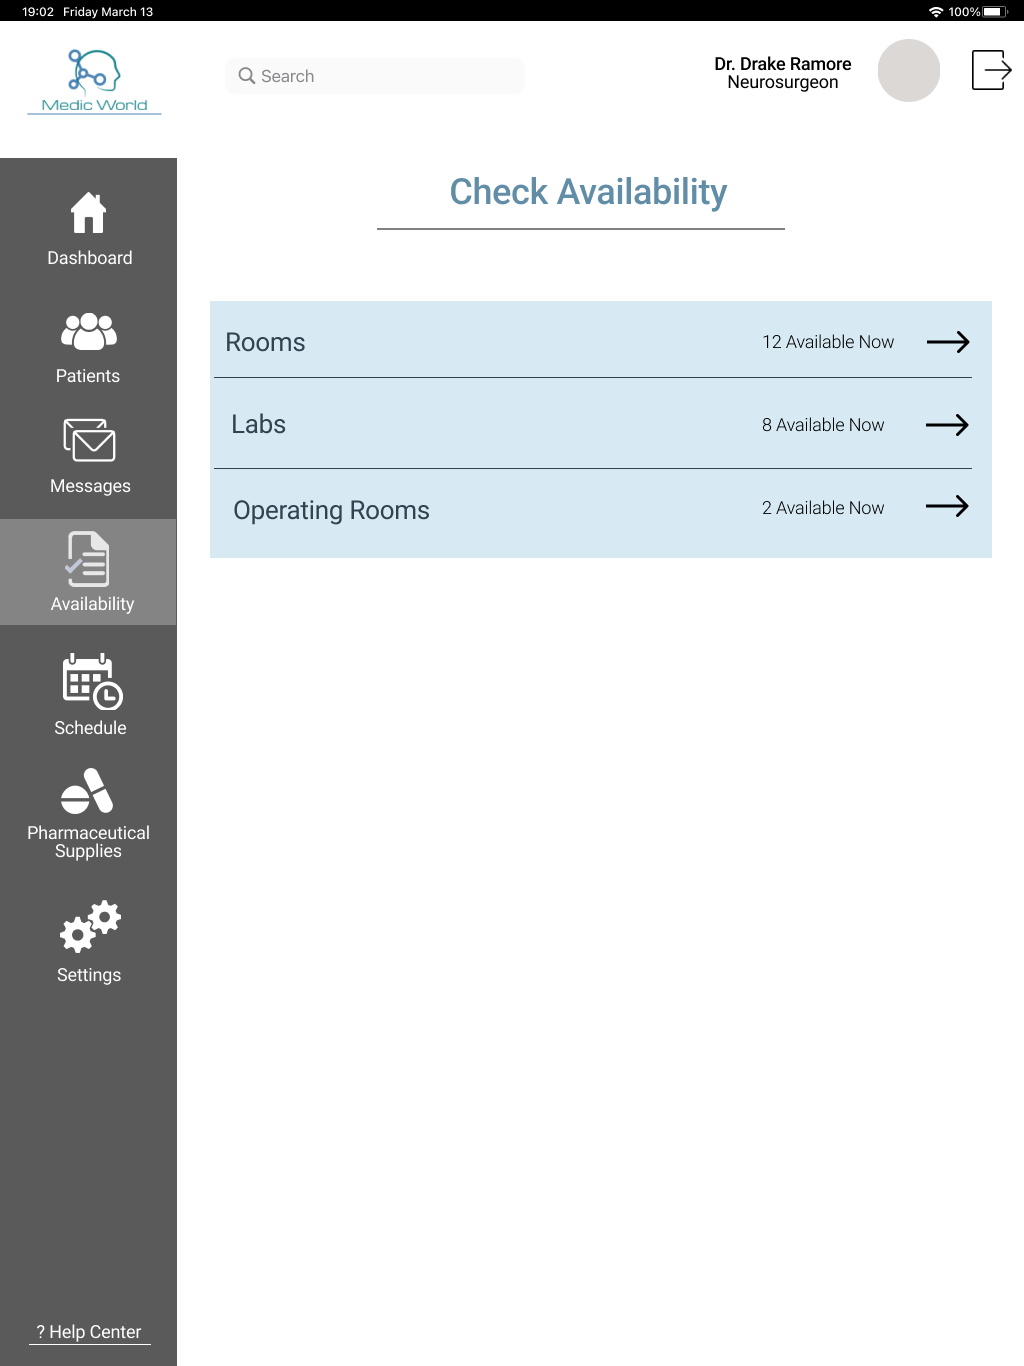 19:02 Friday March 13
100%
Medic World
Search
Dr. Drake Ramore
Neurosurgeon
Check Availability
Dashboard
Patients
Messages
Availability
Schedule
Pharmaceutical
Supplies
Settings
? Help Center
Rooms
12 Available Now
Labs
8 Available Now
Operating Rooms
2 Available Now